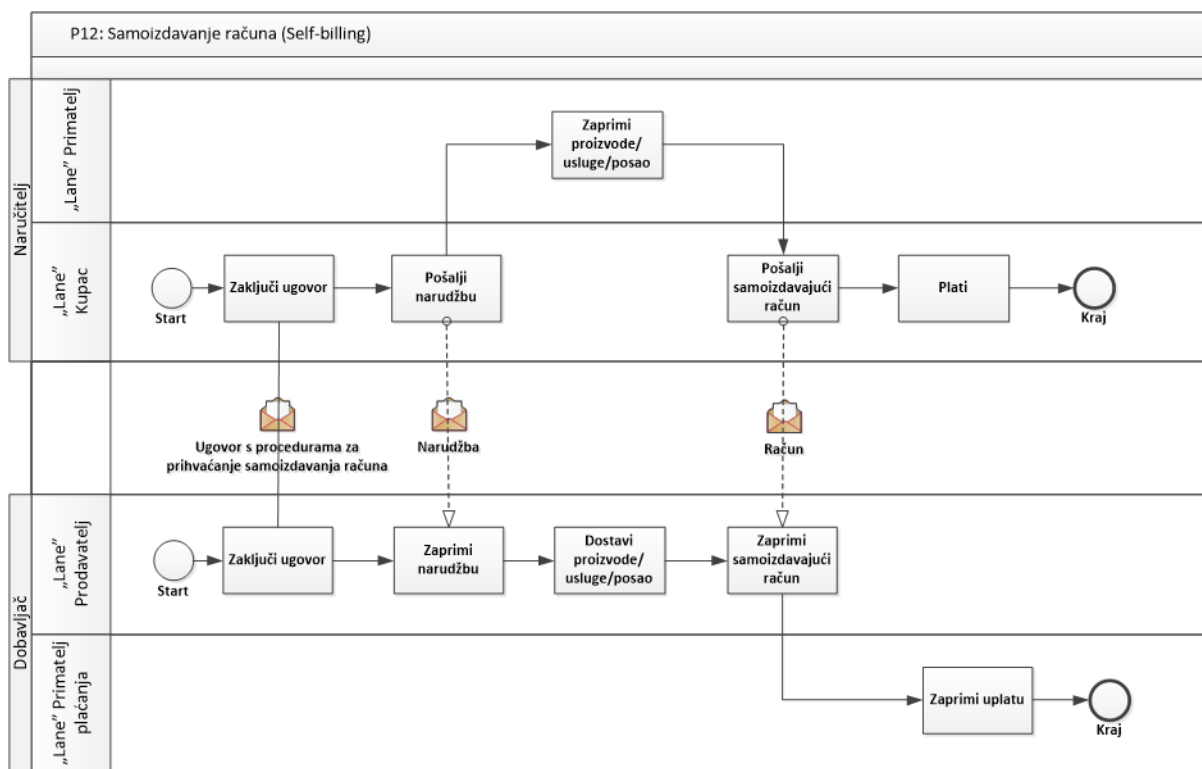 P12: Samoizdavanje računa (Self-billing)
Naručitelj
„Lane” Primatelj
Zaprimi
proizvode/
usluge/posao
„Lane”
Kupac
Start
Zaključi ugovor
Pošalji
narudžbu
Pošalji
samoizdavajući
račun
Plati
Kraj
Ugovor s procedurama za
prihvaćanje samoizdavanja računa
Narudžba
Račun
Dobavljač
„Lane”
Prodavatelj
Start
Zaključi ugovor
Zaprimi
narudžbu
Dostavi
proizvode/
usluge/posao
Zaprimi
samoizdavajući
račun
„Lane” Primatelj
plaćanja
Zaprimi uplatu
Kraj